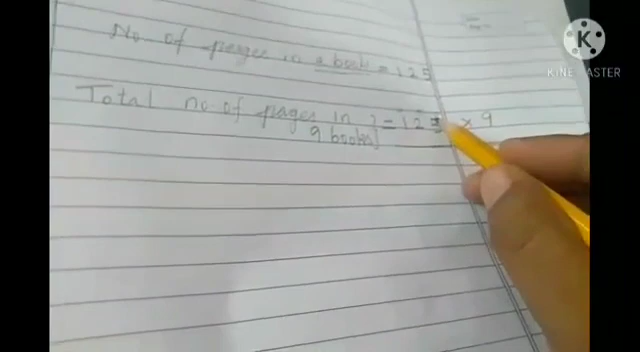 No of pages in a book = 125
Total no of pages in } = 125 × 9
9 books
KINEMASTER